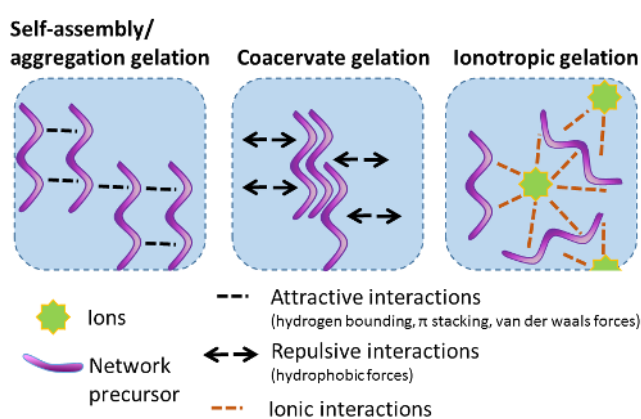 Self-assembly/
aggregation gelation
Coacervate gelation
Ionotropic gelation
Ions
Network
precursor
Attractive interactions
(hydrogen bounding, π stacking, van der waals forces)
Repulsive interactions
(hydrophobic forces)
Ionic interactions